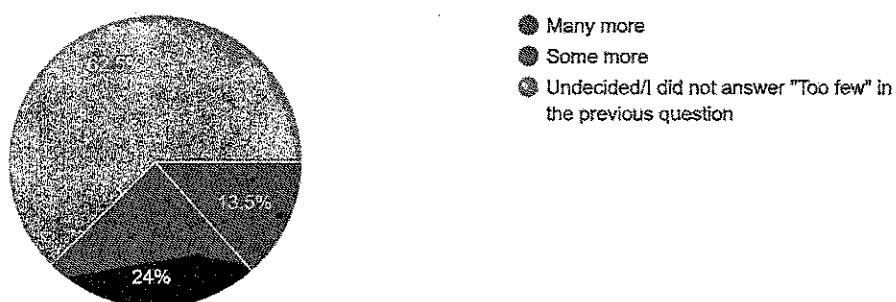 Many more
Some more
Undecided/I did not answer "Too few" in
the previous question
62.5%
13.5%
24%